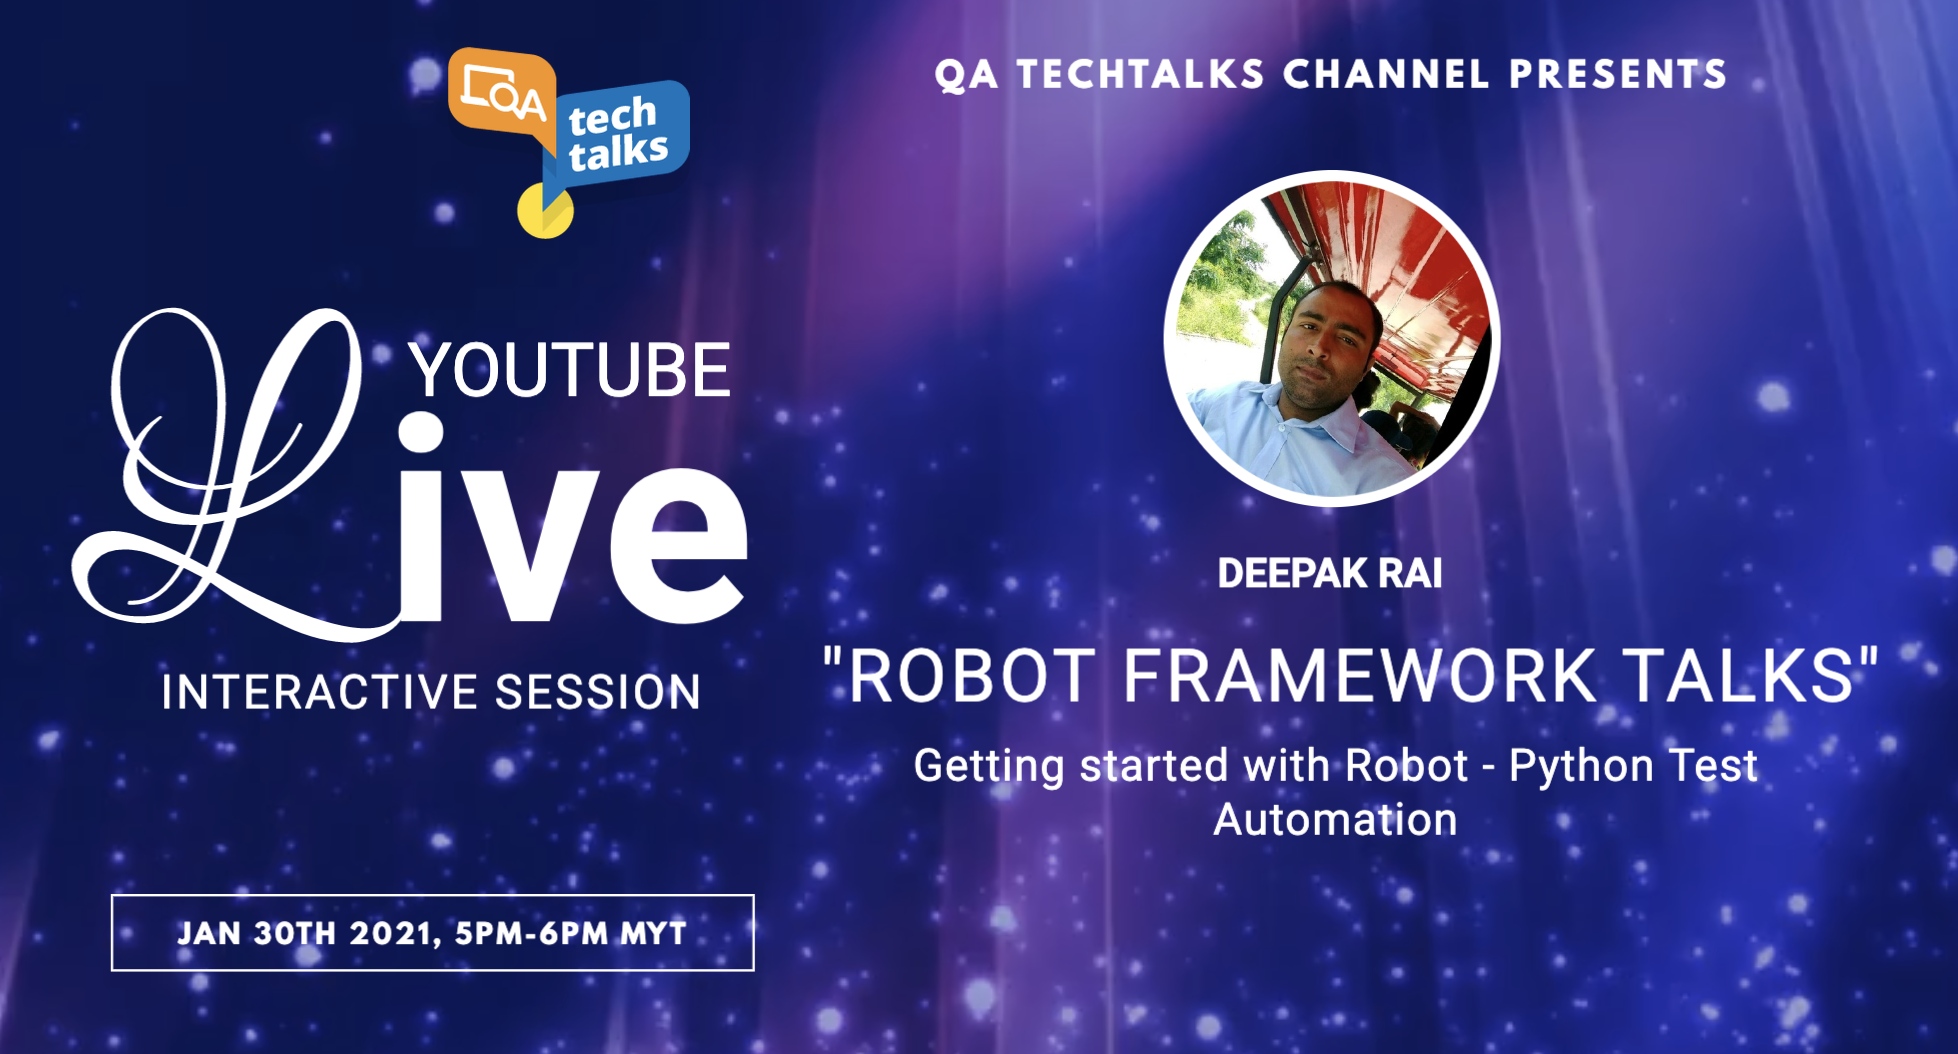 QA
tech
talks
YOUTUBE
Live
INTERACTIVE SESSION
JAN 30TH 2021, 5PM-6PM MYT
QA TECHTALKS CHANNEL PRESENTS
DEEPAK RAI
"ROBOT FRAMEWORK TALKS"
Getting started with Robot - Python Test
Automation